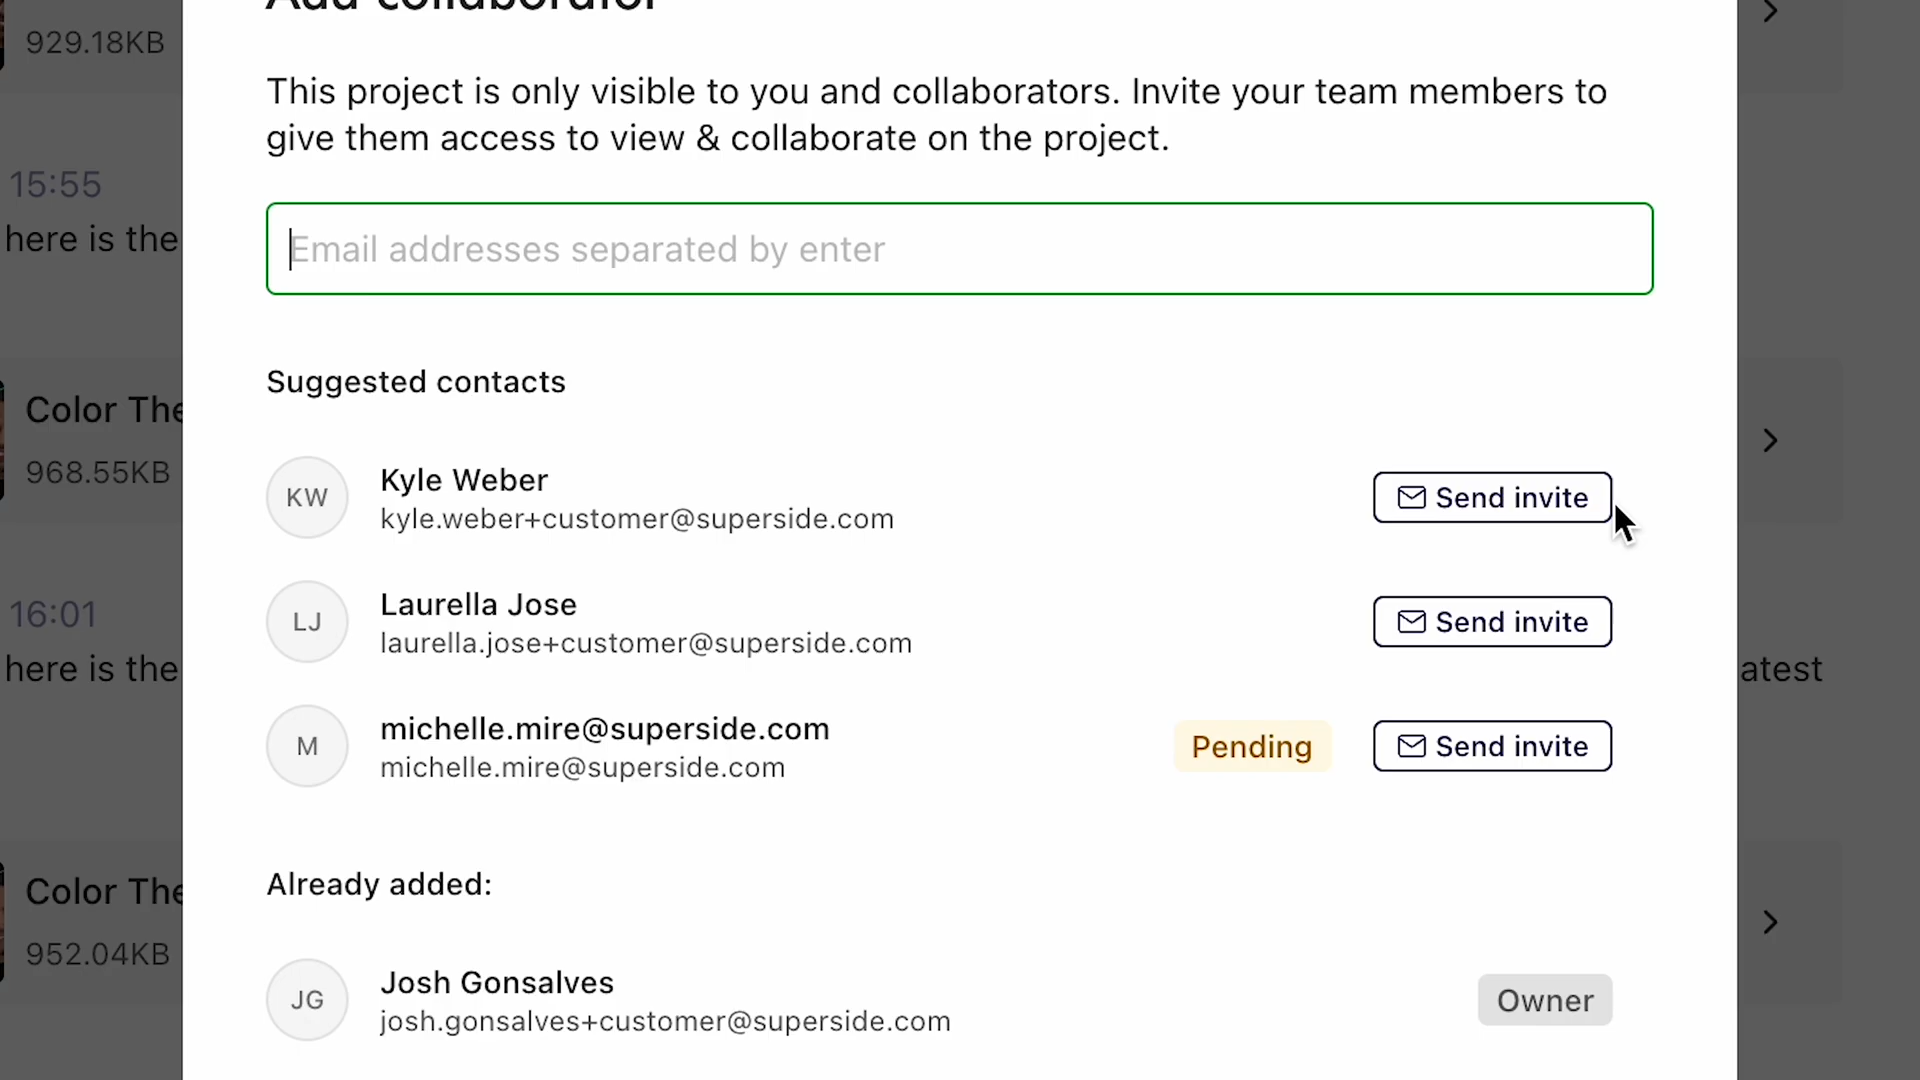 Add collaborator
929.18KB
This project is only visible to you and collaborators. Invite your team members to
give them access to view & collaborate on the project.
15:55
here is the
Email addresses separated by enter
Suggested contacts
Color The
968.55KB
KW
Kyle Weber
kyle.weber+customer@superside.com
Send invite
LJ
Laurella Jose
laurella.jose+customer@superside.com
Send invite
16:01
here is the
atest
M
michelle.mire@superside.com
michelle.mire@superside.com
Pending
Send invite
Already added:
Color The
952.04KB
JG
Josh Gonsalves
josh.gonsalves+customer@superside.com
Owner